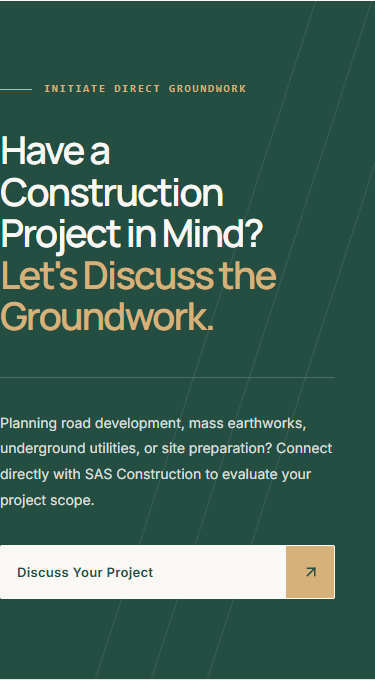 INITIATE DIRECT GROUNDWORK
Have a
Construction
Project in Mind?
Let's Discuss the
Groundwork.
Planning road development, mass earthworks,
underground utilities, or site preparation? Connect
directly with SAS Construction to evaluate your
project scope.
Discuss Your Project